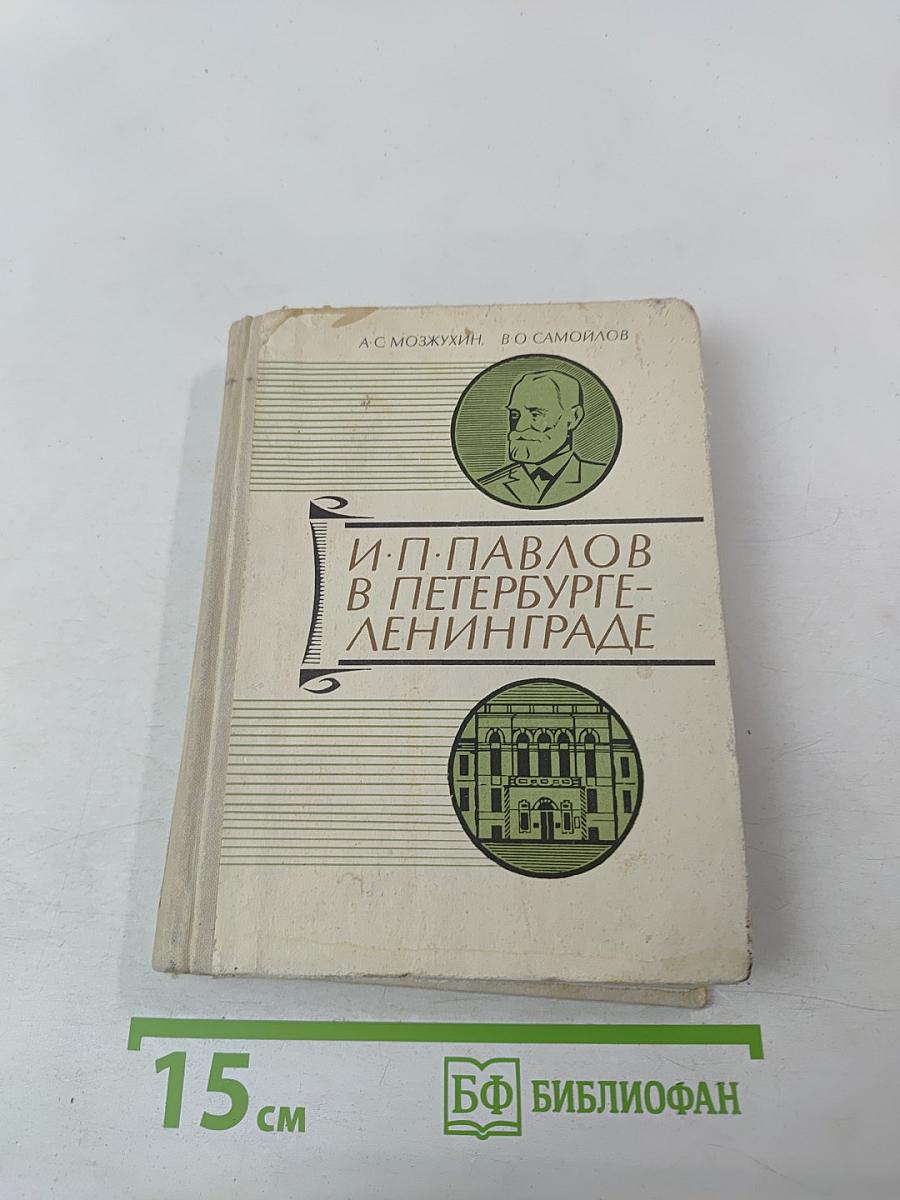 А·С МОЗЖУХИН, В·О САМОЙЛОВ
И·П·ПАВЛОВ
В ПЕТЕРБУРГЕ-
ЛЕНИНГРАДЕ
15 см
БФ БИБЛИОФАН